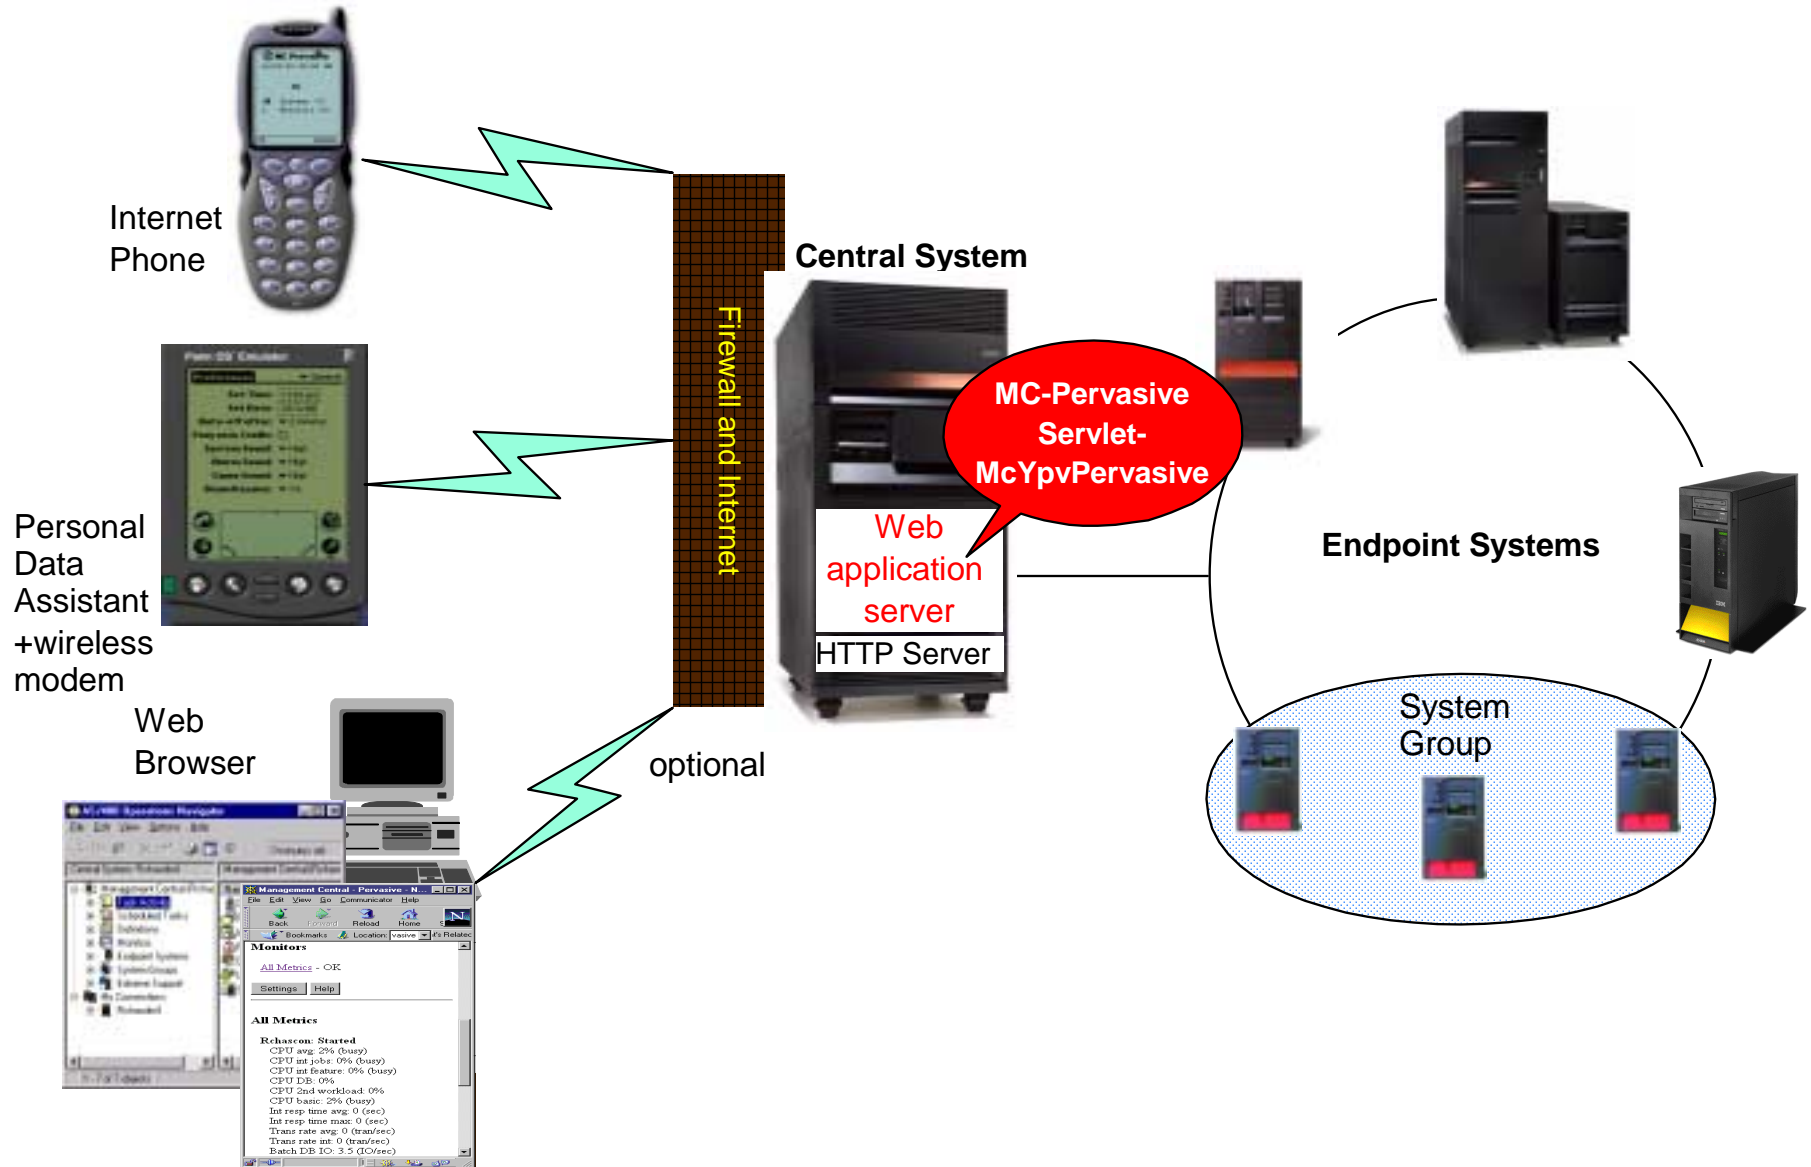 Internet
Phone
Personal
Data
Assistant
+wireless
modem
Web
Browser
Firewall and Internet
optional
Central System
MC-Pervasive
Servlet-
McYpvPervasive
Web
application
server
HTTP Server
Endpoint Systems
System
Group
Management Central - Pervasive - N...
File Edit View Go Communicator Help
Back Forward Reload Home
Bookmarks Location: vasive
Monitors
All Metrics - OK
Settings Help
All Metrics
Rchascon: Started
CPU avg: 2% (busy)
CPU int jobs: 0% (busy)
CPU int feature: 0% (busy)
CPU DB: 0%
CPU 2nd workload: 0%
CPU basic: 2% (busy)
Int resp time avg: 0 (sec)
Int resp time max: 0 (sec)
Trans rate avg: 0 (tran/sec)
Trans rate int: 0 (tran/sec)
Batch DB IO: 3.5 (IO/sec)